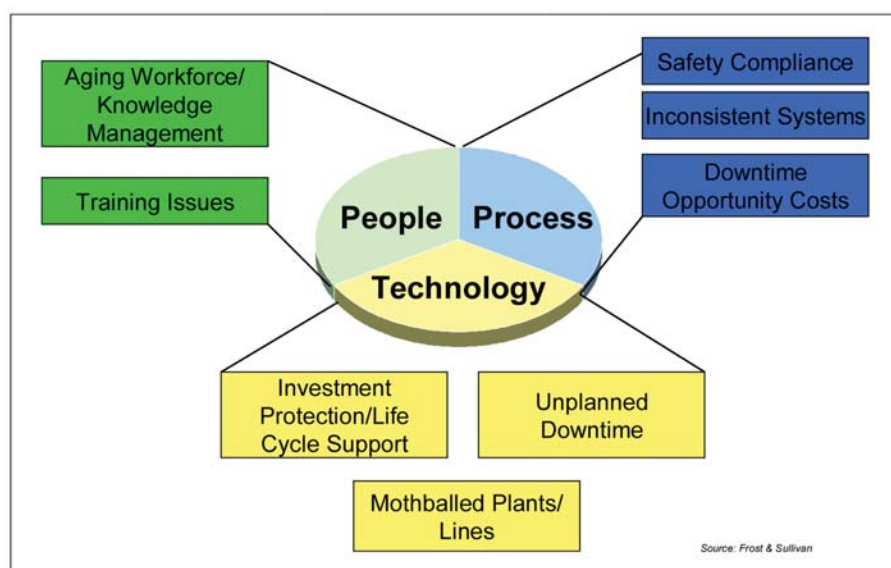 Aging Workforce/
Knowledge
Management
Training Issues
Safety Compliance
Inconsistent Systems
Downtime
Opportunity Costs
People
Process
Technology
Investment
Protection/Life
Cycle Support
Unplanned
Downtime
Mothballed Plants/
Lines
Source: Frost & Sullivan